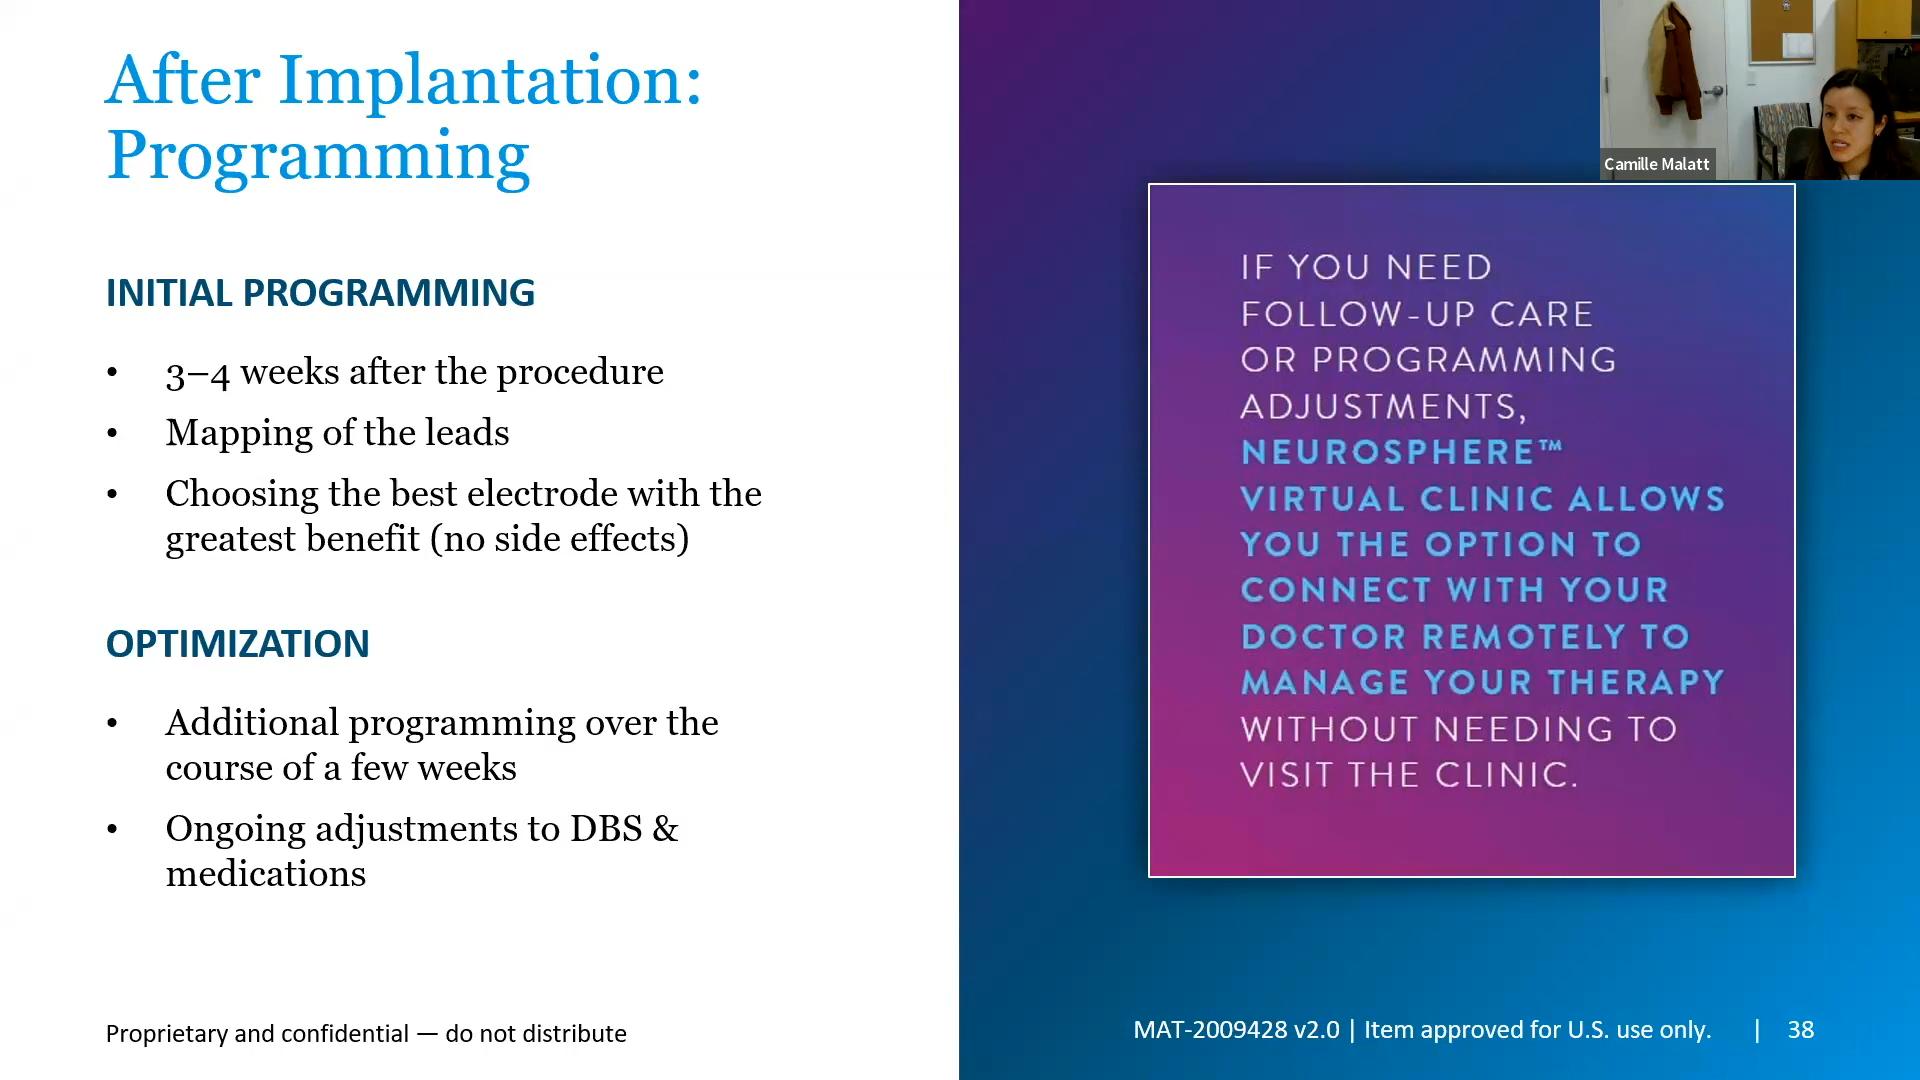 After Implantation:
Programming
INITIAL PROGRAMMING
• 3–4 weeks after the procedure
• Mapping of the leads
• Choosing the best electrode with the
greatest benefit (no side effects)
OPTIMIZATION
• Additional programming over the
course of a few weeks
• Ongoing adjustments to DBS &
medications
Proprietary and confidential — do not distribute
Camille Malatt
IF YOU NEED
FOLLOW-UP CARE
OR PROGRAMMING
ADJUSTMENTS,
NEUROSPHERE™
VIRTUAL CLINIC ALLOWS
YOU THE OPTION TO
CONNECT WITH YOUR
DOCTOR REMOTELY TO
MANAGE YOUR THERAPY
WITHOUT NEEDING TO
VISIT THE CLINIC.
MAT-2009428 v2.0 | Item approved for U.S. use only. | 38